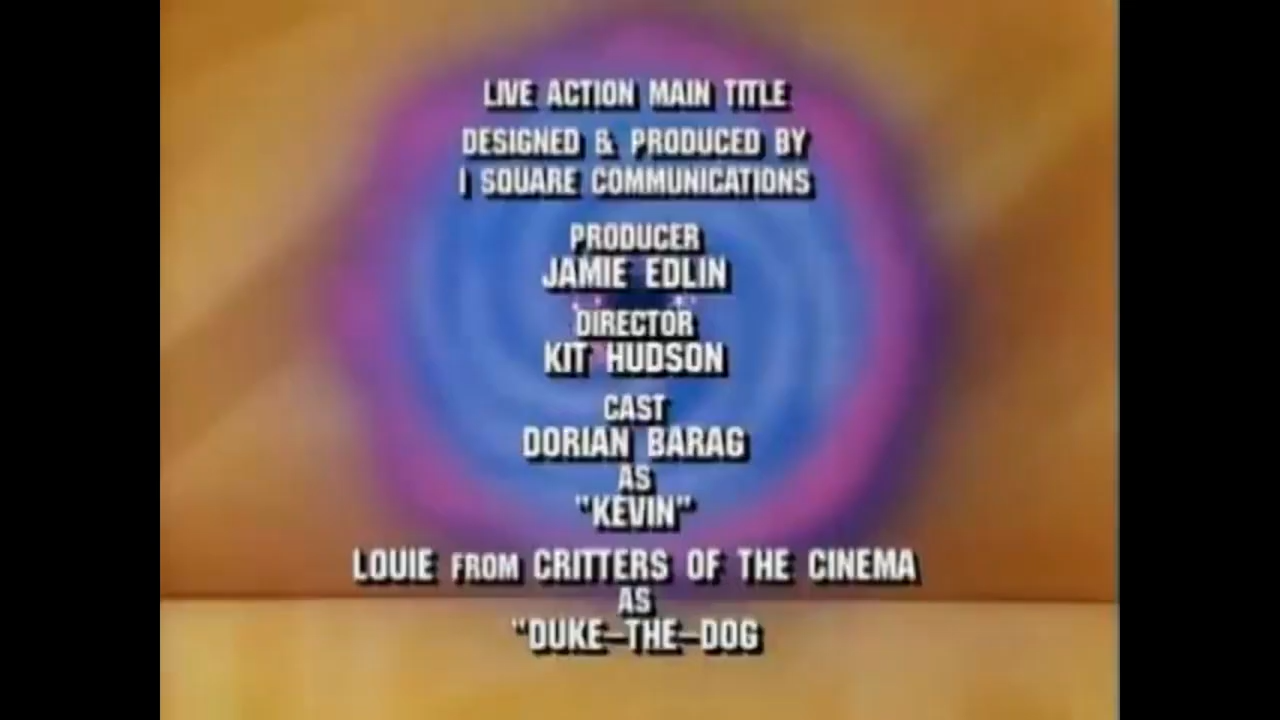 LIVE ACTION MAIN TITLE
DESIGNED & PRODUCED BY
I SQUARE COMMUNICATIONS
PRODUCER
JAMIE EDLIN
DIRECTOR
KIT HUDSON
CAST
DORIAN BARAG
AS
"KEVIN"
LOUIE FROM CRITTERS OF THE CINEMA
AS
"DUKE-THE-DOG